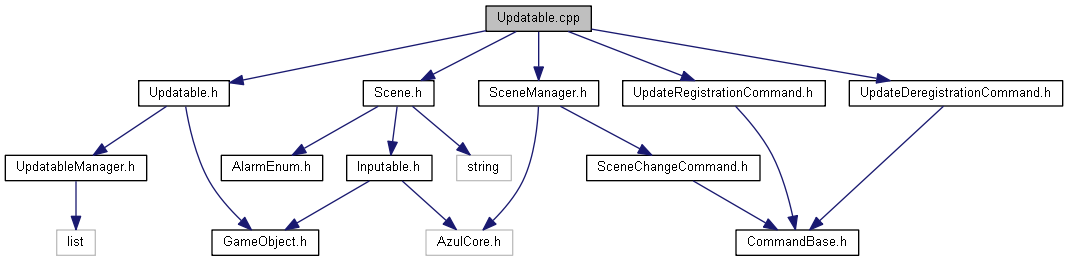 Updatable.cpp
Updatable.h
Scene.h
SceneManager.h
UpdateRegistrationCommand.h
UpdateDeregistrationCommand.h
UpdatableManager.h
AlarmEnum.h
Inputable.h
string
SceneChangeCommand.h
list
GameObject.h
AzulCore.h
CommandBase.h